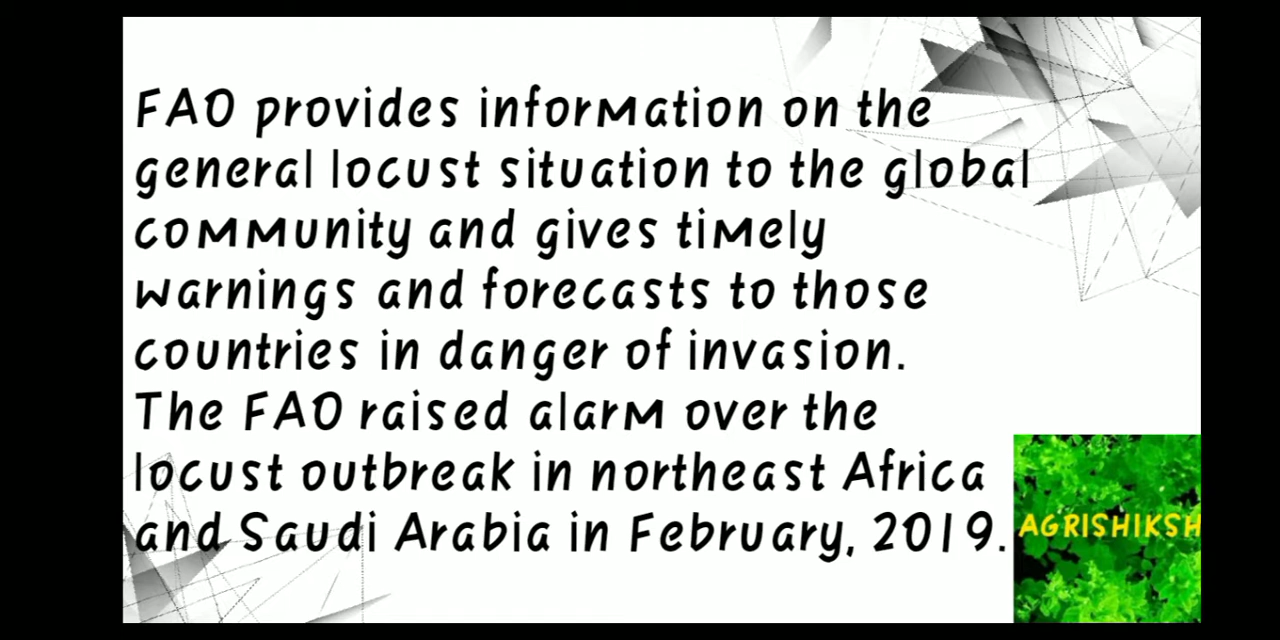 FAO provides information on the
general locust situation to the global
community and gives timely
warnings and forecasts to those
countries in danger of invasion.
The FAO raised alarm over the
locust outbreak in northeast Africa
and Saudi Arabia in February, 2019.
AGRISHIKSH